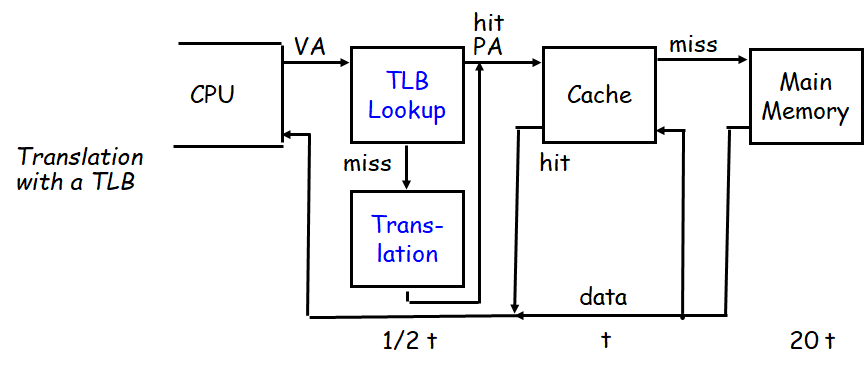 hit
VA
PA
miss
CPU
TLB
Lookup
Cache
Main
Memory
Translation
with a TLB
miss
hit
Trans-
lation
data
1/2 t
t
20 t